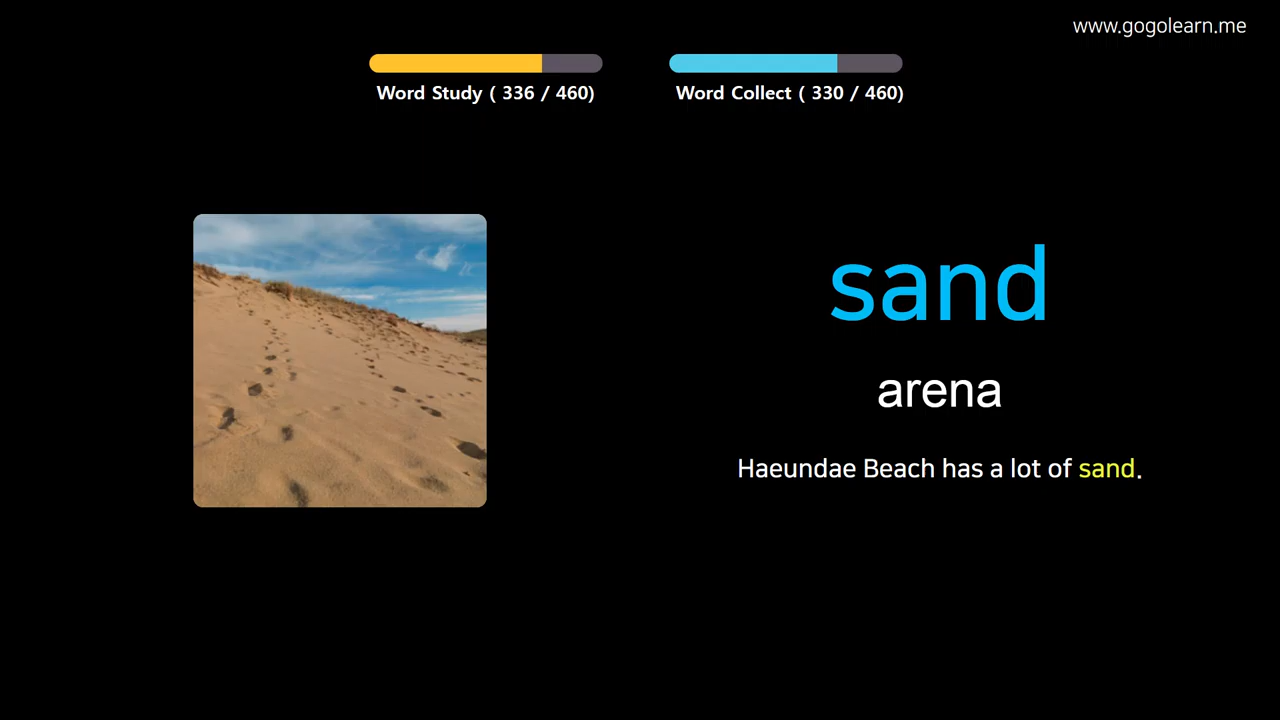 www.gogolearn.me
Word Study ( 336 / 460)
Word Collect ( 330 / 460)
sand
arena
Haeundae Beach has a lot of sand.